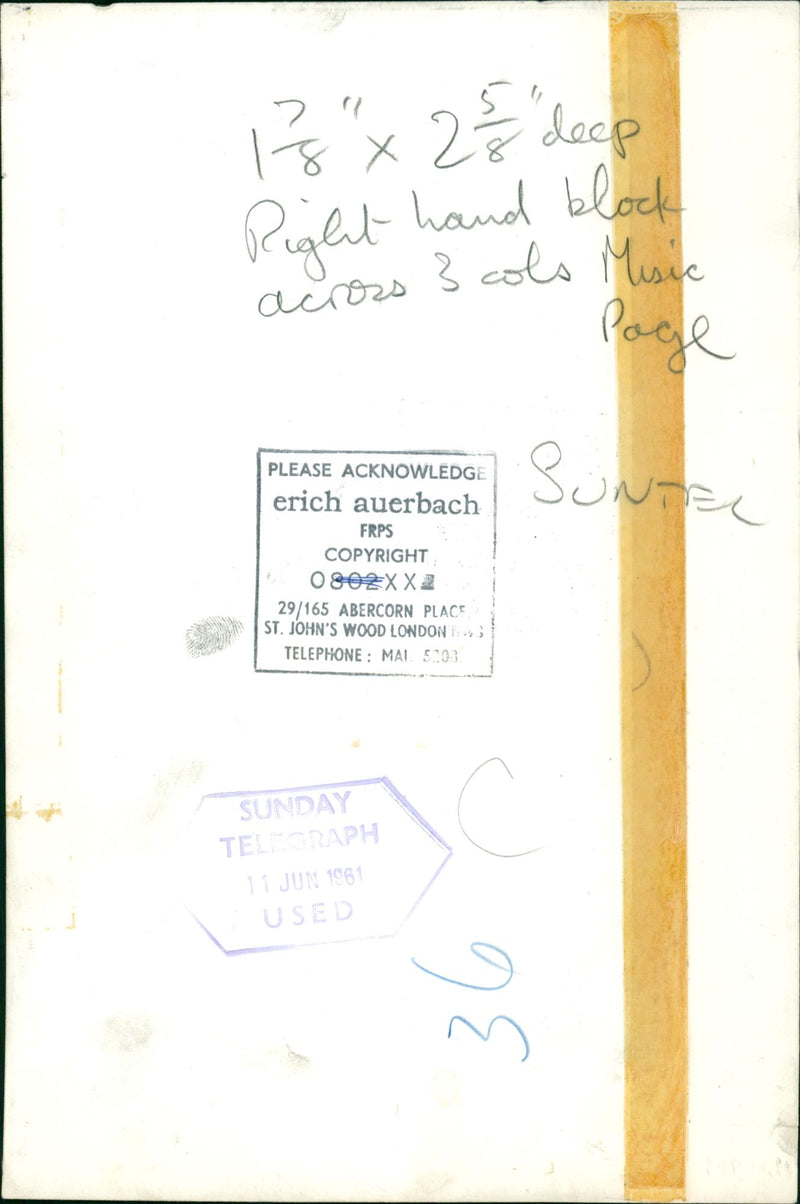 1 7/8" x 2 5/8" deep
Right hand block
across 3 cols Music
Page
SUNTEL
PLEASE ACKNOWLEDGE
erich auerbach
FRPS
COPYRIGHT
29/165 ABERCORN PLACE
ST. JOHN'S WOOD LONDON
TELEPHONE: MAI.
C
SUNDAY
TELEGRAPH
11 JUN 1961
USED
36